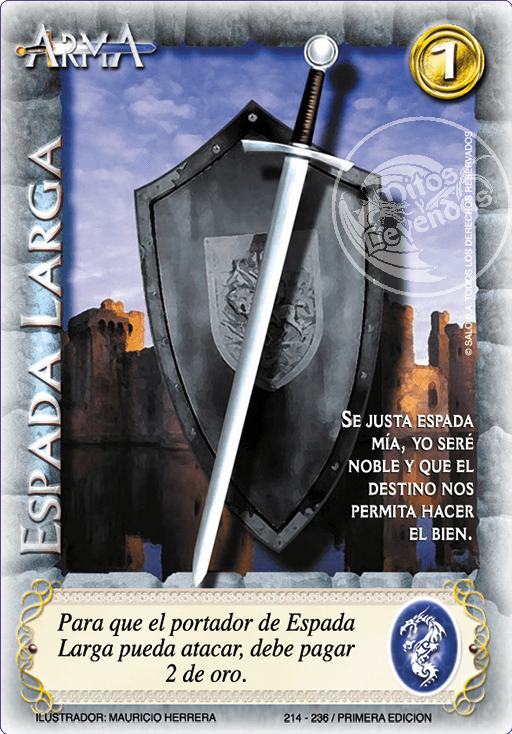 ARMA
1
ESPADA LARGA
Mitos
y
Leyendas
© SALO S.A. TODOS LOS DERECHOS RESERVADOS
SE JUSTA ESPADA
MÍA, YO SERÉ
NOBLE Y QUE EL
DESTINO NOS
PERMITA HACER
EL BIEN.
Para que el portador de Espada
Larga pueda atacar, debe pagar
2 de oro.
ILUSTRADOR: MAURICIO HERRERA
214 - 236 / PRIMERA EDICION